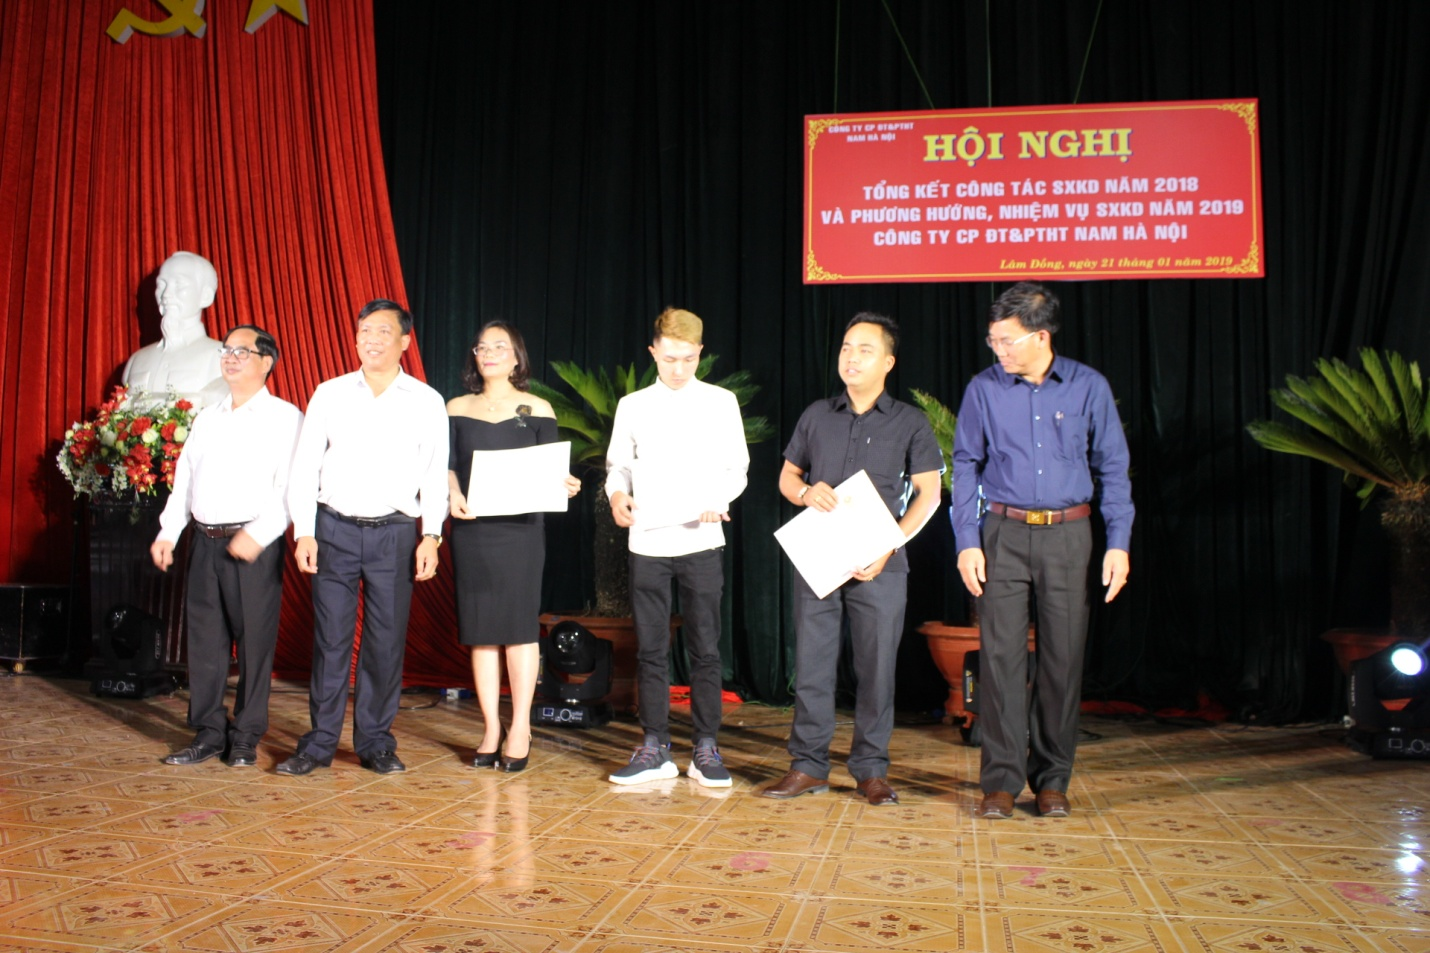 CÔNG TY CP ĐT&PTHT
NAM HÀ NỘI
HỘI NGHỊ
TỔNG KẾT CÔNG TÁC SXKD NĂM 2018
VÀ PHƯƠNG HƯỚNG, NHIỆM VỤ SXKD NĂM 2019
CÔNG TY CP ĐT&PTHT NAM HÀ NỘI
Lâm Đồng, ngày 21 tháng 01 năm 2019